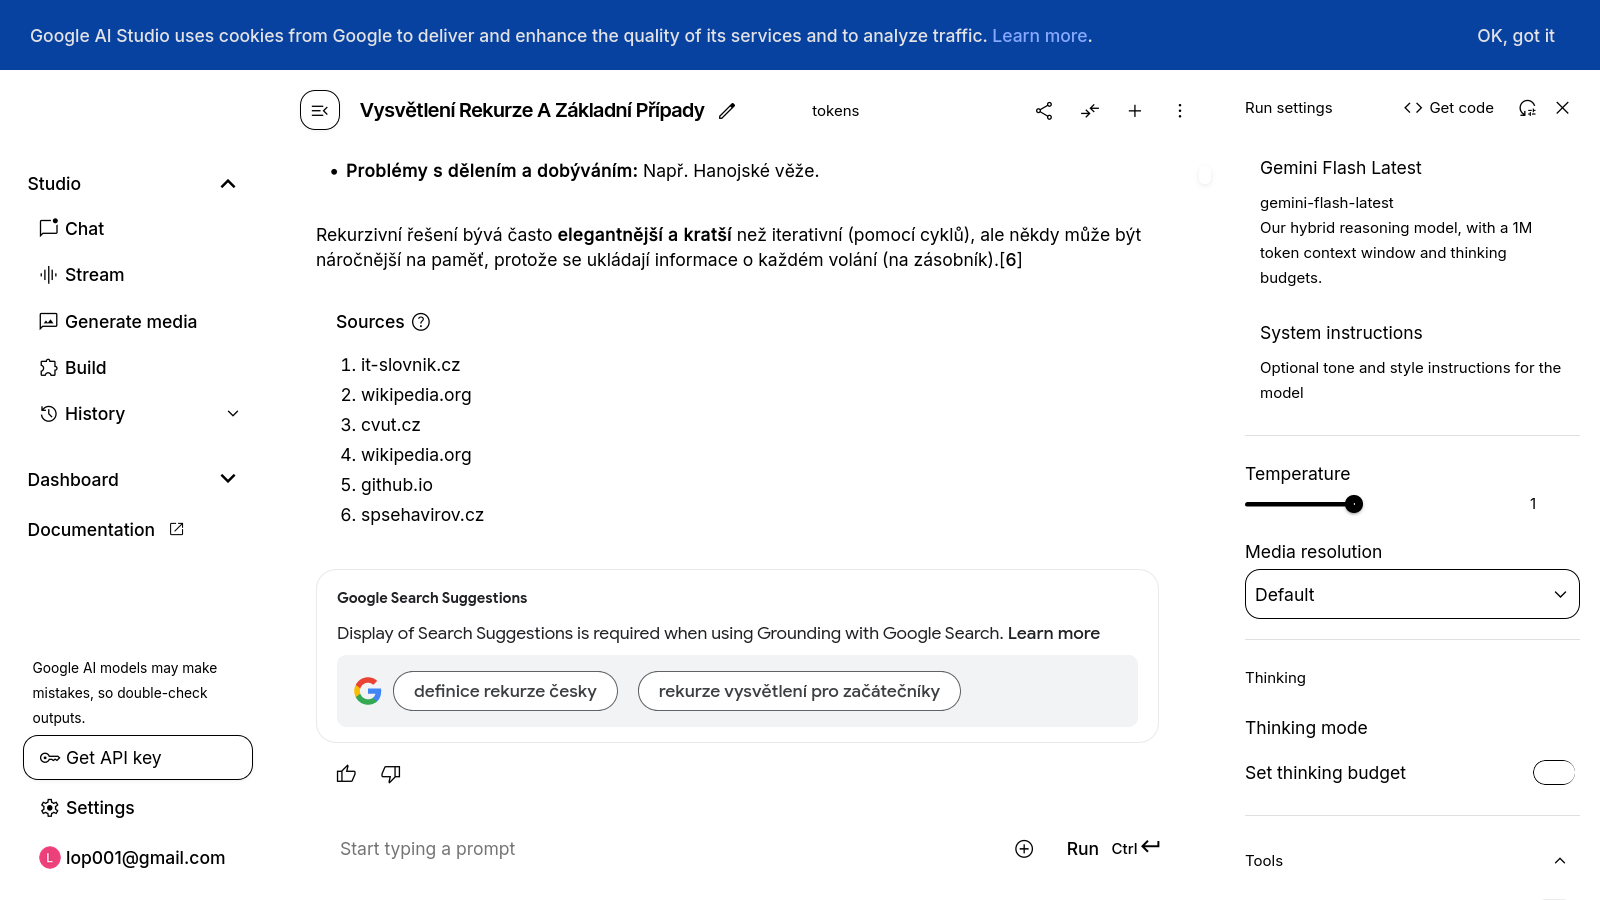 Google AI Studio uses cookies from Google to deliver and enhance the quality of its services and to analyze traffic. Learn more.
OK, got it
Studio
Chat
Stream
Generate media
Build
History
Dashboard
Documentation
Google AI models may make
mistakes, so double-check
outputs.
Get API key
Settings
L
lop001@gmail.com
Vysvětlení Rekurze A Základní Případy
tokens
• Problémy s dělením a dobýváním: Např. Hanojské věže.
Rekurzivní řešení bývá často elegantnější a kratší než iterativní (pomocí cyklů), ale někdy může být
náročnější na paměť, protože se ukládají informace o každém volání (na zásobník).[6]
Sources
1. it-slovnik.cz
2. wikipedia.org
3. cvut.cz
4. wikipedia.org
5. github.io
6. spsehavirov.cz
Google Search Suggestions
Display of Search Suggestions is required when using Grounding with Google Search. Learn more
definice rekurze česky
rekurze vysvětlení pro začátečníky
Start typing a prompt
Run Ctrl
Run settings
Get code
Gemini Flash Latest
gemini-flash-latest
Our hybrid reasoning model, with a 1M
token context window and thinking
budgets.
System instructions
Optional tone and style instructions for the
model
Temperature
1
Media resolution
Default
Thinking
Thinking mode
Set thinking budget
Tools